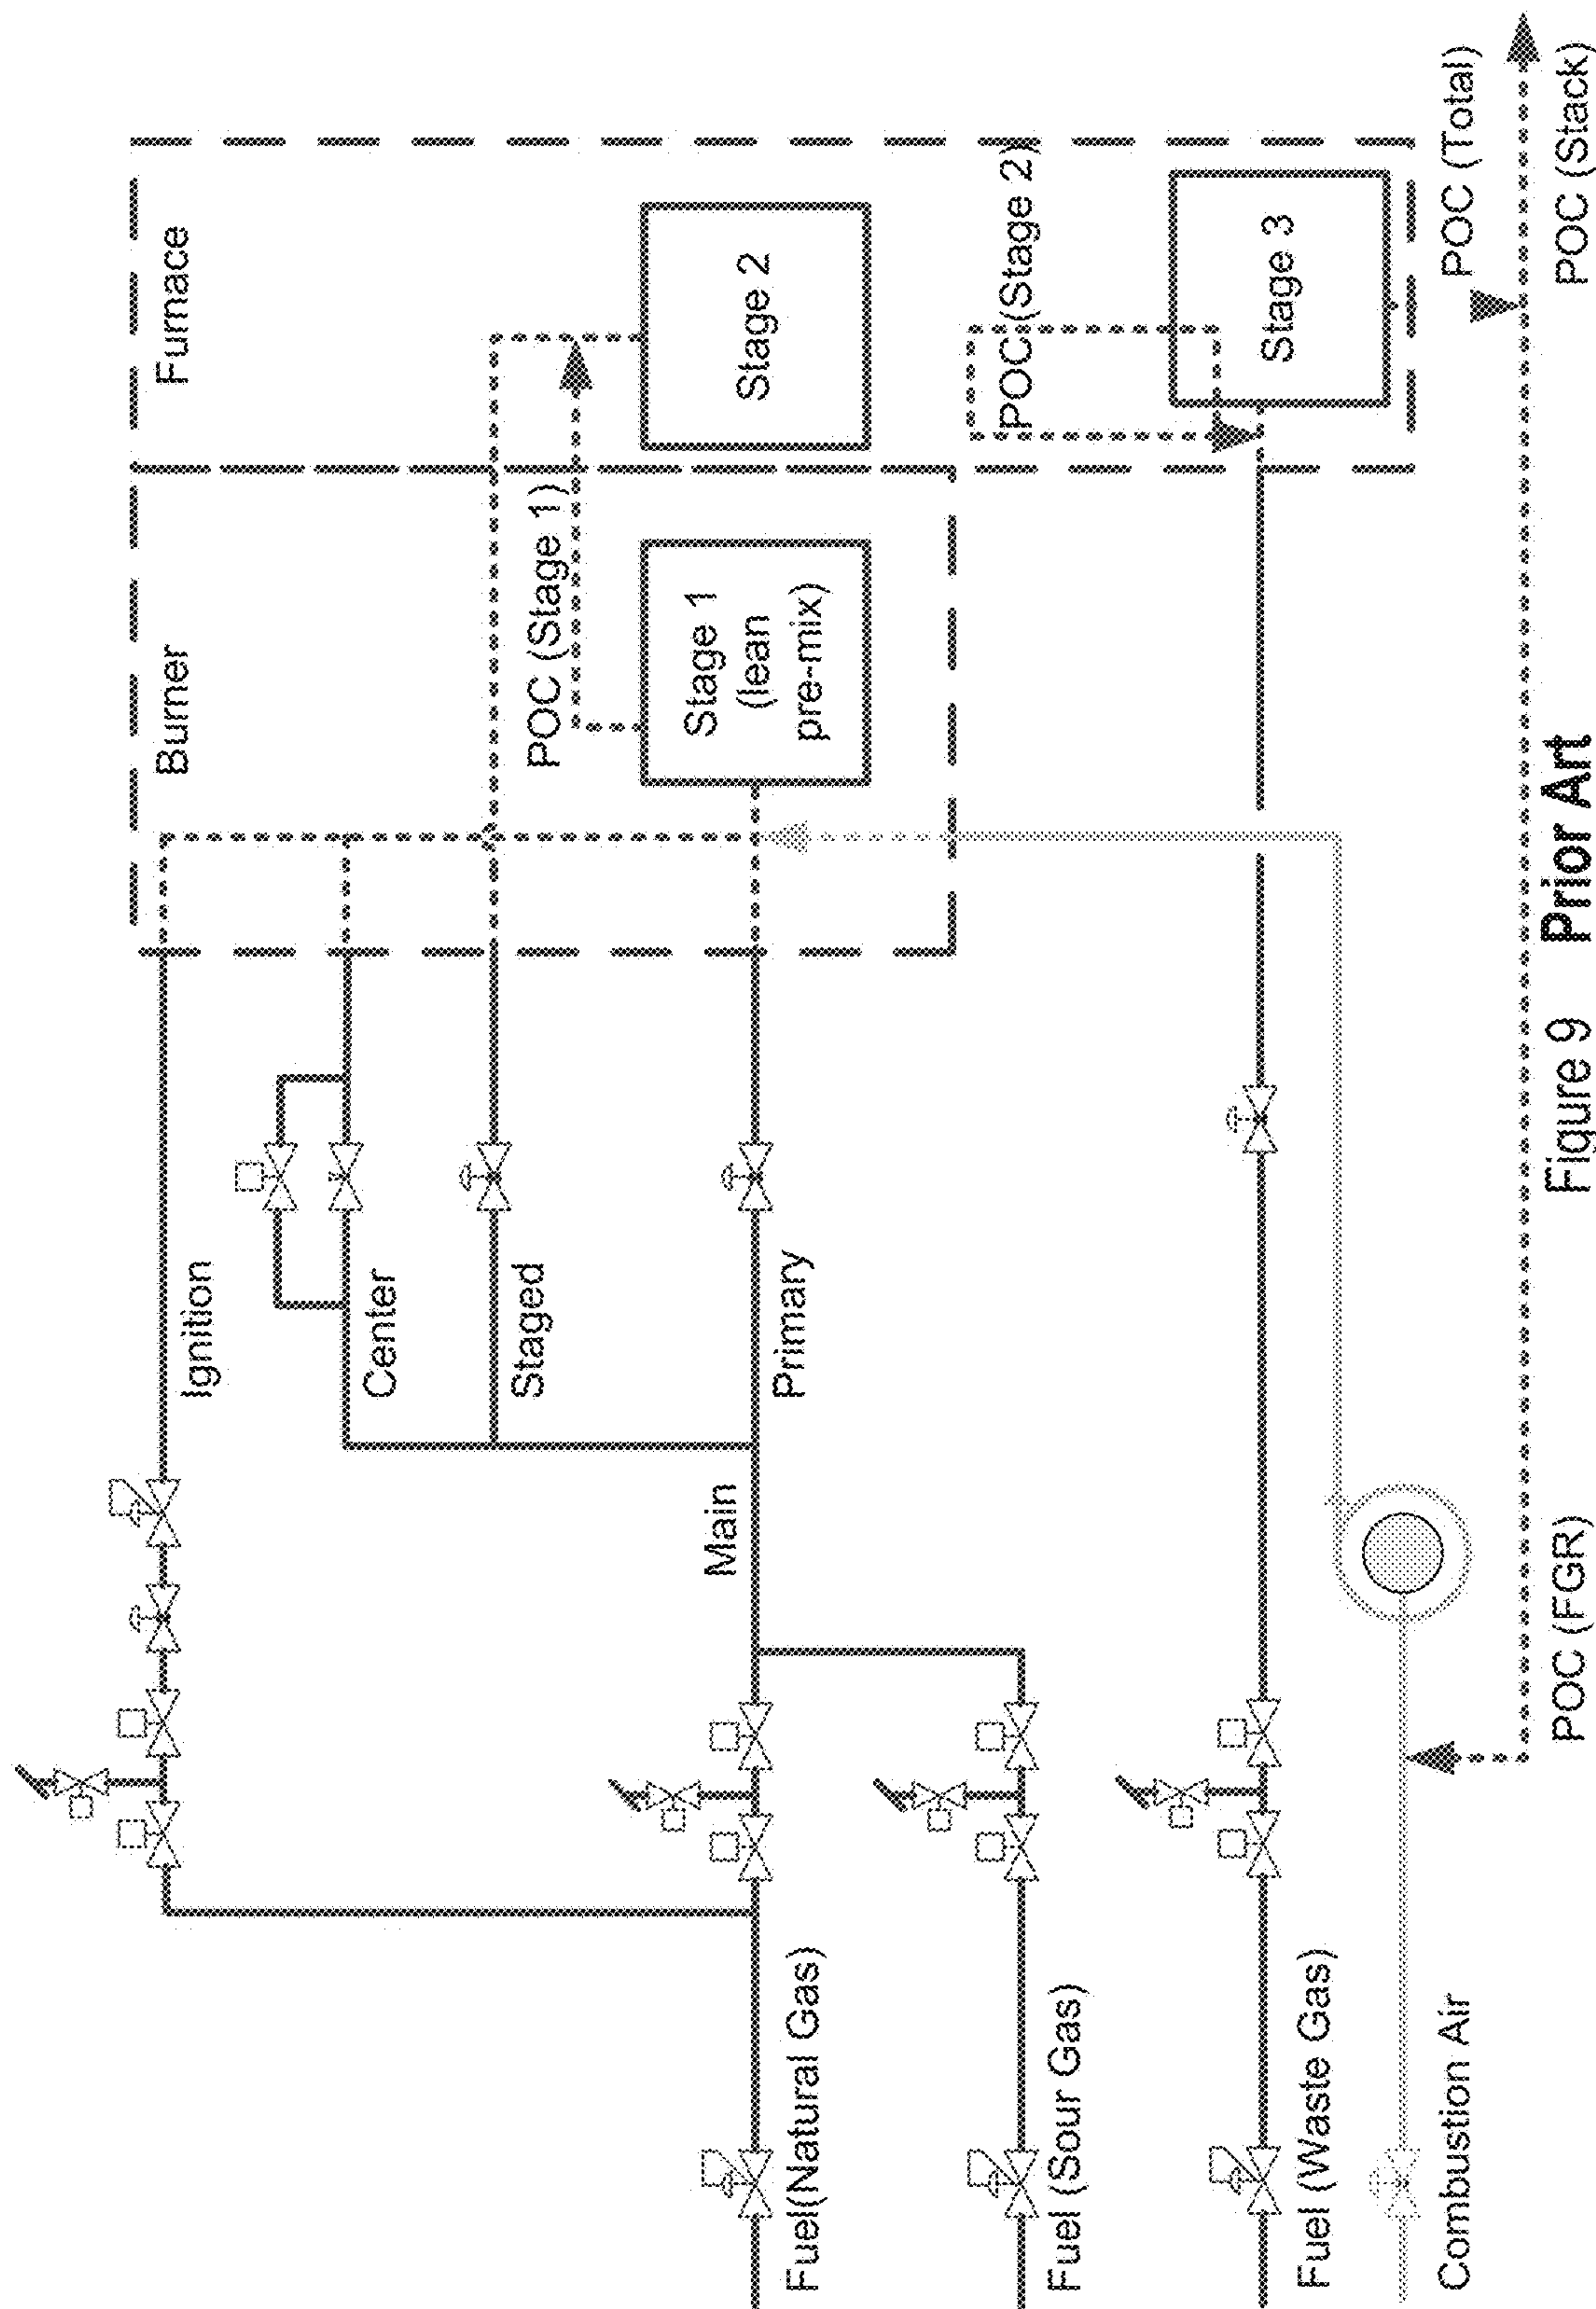 Burner
Furnace
Ignition
Center
Staged
POC (Stage 1)
Main
Primary
Stage 1
(lean
pre-mix)
Stage 2
Fuel(Natural Gas)
POC (Stage 2)
Fuel (Sour Gas)
Stage 3
Fuel (Waste Gas)
Combustion Air
POC (Total)
POC (FGR)
POC (Stack)
Figure 9 Prior Art